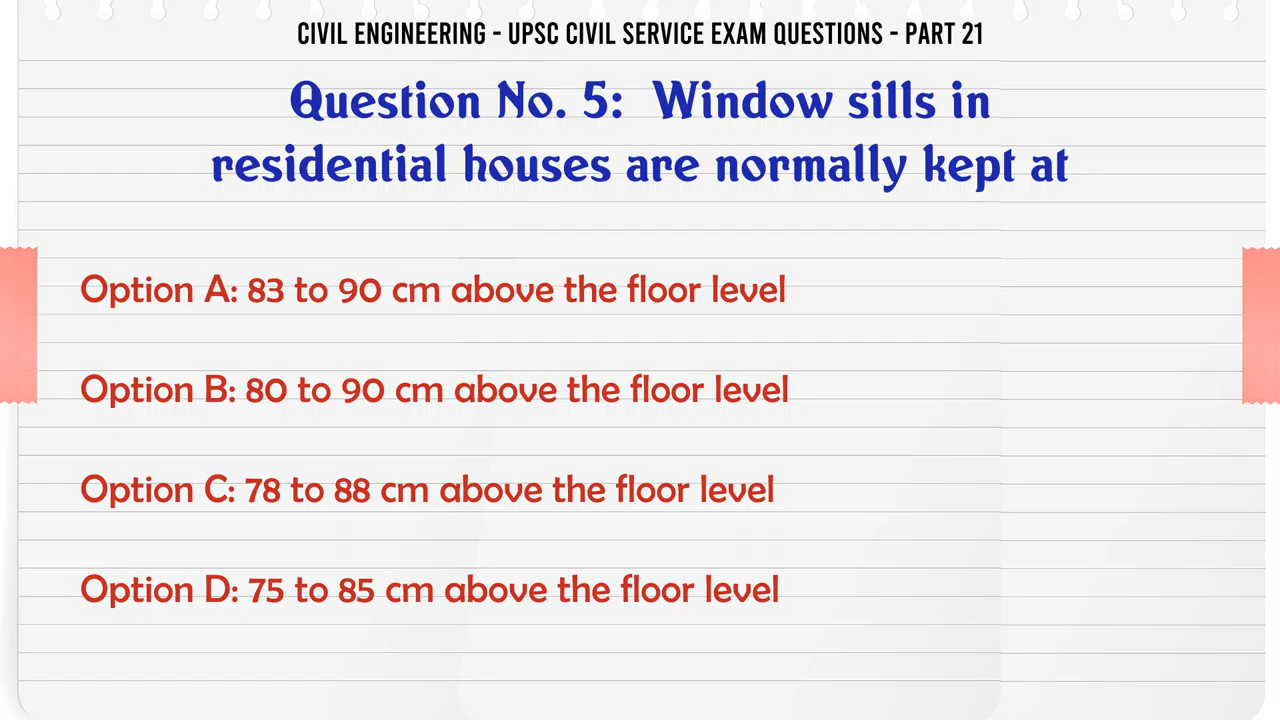 CIVIL ENGINEERING - UPSC CIVIL SERVICE EXAM QUESTIONS - PART 21
Question No. 5: Window sills in
residential houses are normally kept at
Option A: 83 to 90 cm above the floor level
Option B: 80 to 90 cm above the floor level
Option C: 78 to 88 cm above the floor level
Option D: 75 to 85 cm above the floor level